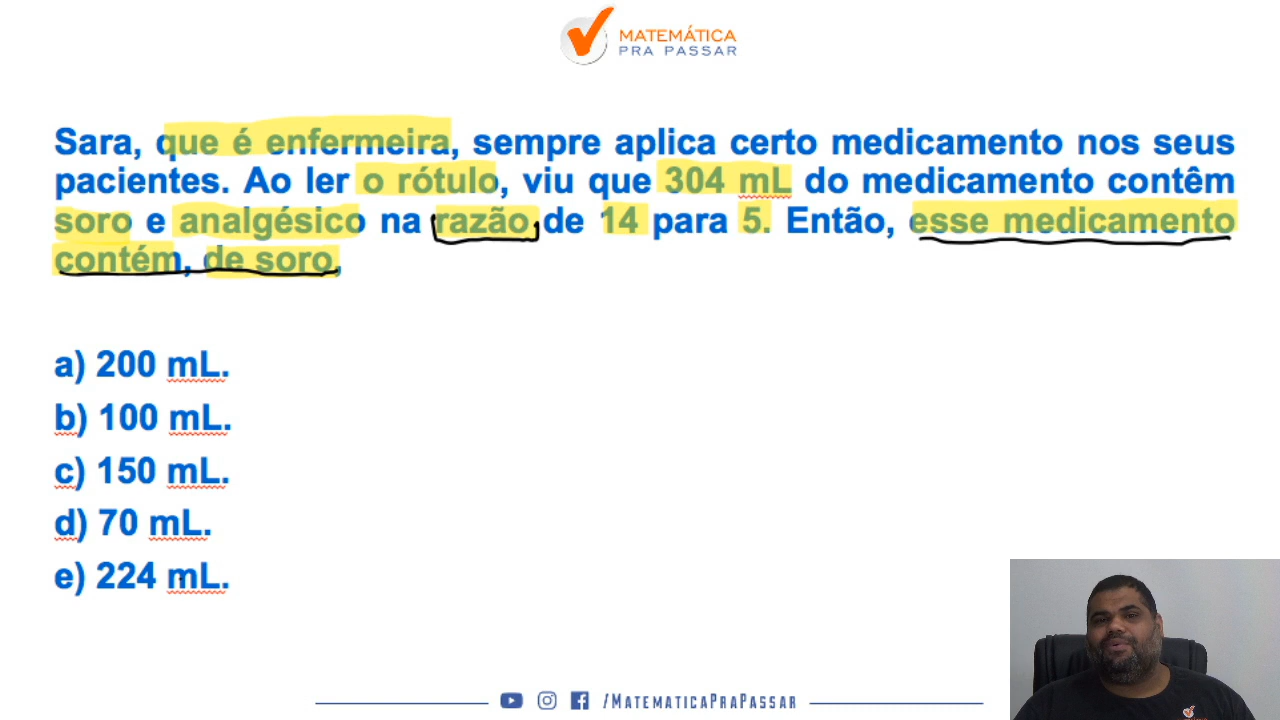 MATEMÁTICA
PRA PASSAR
Sara, que é enfermeira, sempre aplica certo medicamento nos seus
pacientes. Ao ler o rótulo, viu que 304 mL do medicamento contêm
soro e analgésico na razão de 14 para 5. Então, esse medicamento
contém, de soro,
a) 200 mL.
b) 100 mL.
c) 150 mL.
d) 70 mL.
e) 224 mL.
/MATEMATICAPRAPASSAR